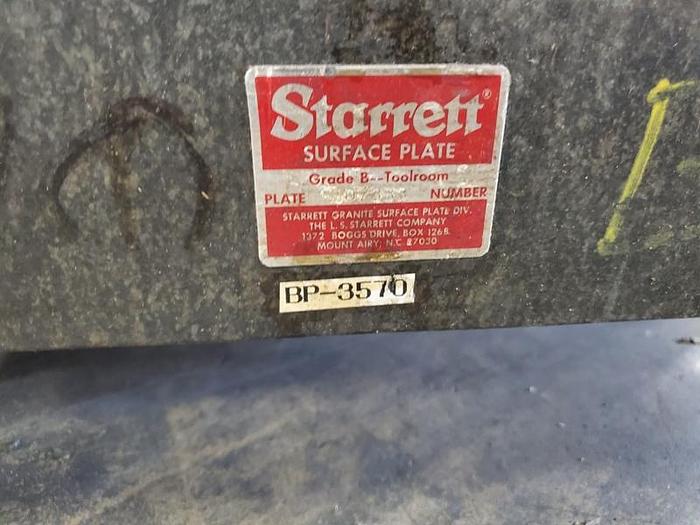 Starrett®
SURFACE PLATE
Grade B--Toolroom
PLATE NUMBER
STARRETT GRANITE SURFACE PLATE DIV.
THE L. S. STARRETT COMPANY
1372 BOGGS DRIVE, BOX 1268
MOUNT AIRY, N.C. 27030
BP-3570